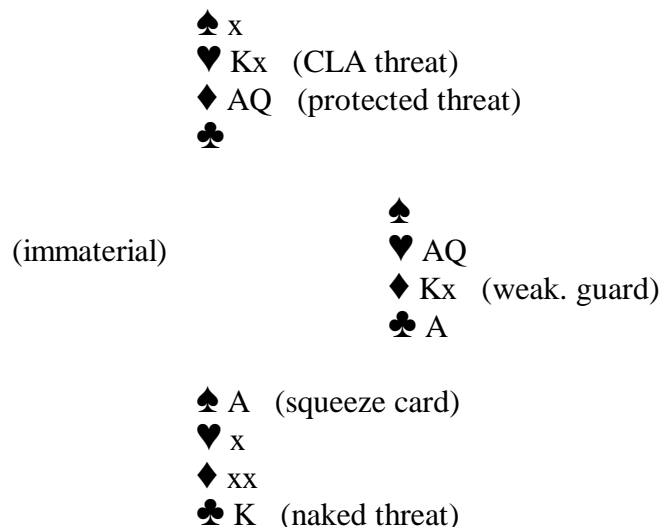 ♠ x
♥ Kx (CLA threat)
♦ AQ (protected threat)
♣
♠
(immaterial) ♥ AQ
♦ Kx (weak. guard)
♣ A
♠ A (squeeze card)
♥ x
♦ xx
♣ K (naked threat)